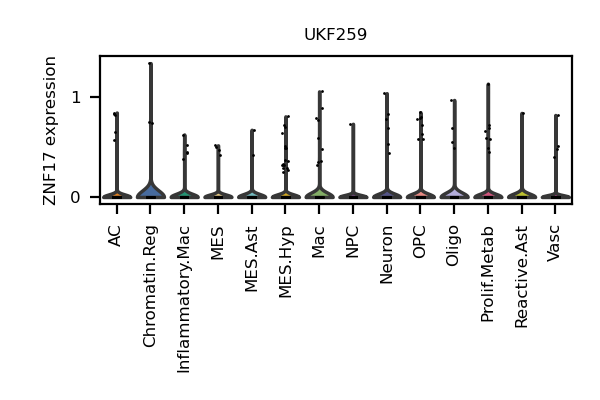 UKF259
ZNF17 expression
1
0
AC
Chromatin.Reg
Inflammatory.Mac
MES
MES.Ast
MES.Hyp
Mac
NPC
Neuron
OPC
Oligo
Prolif.Metab
Reactive.Ast
Vasc